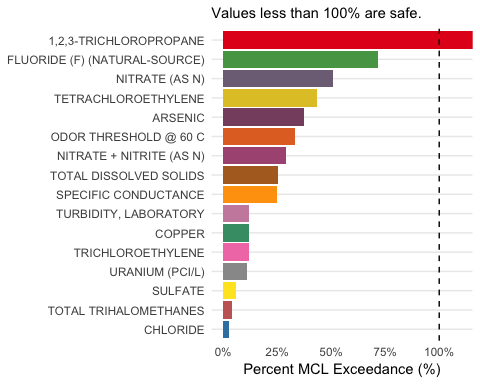 Values less than 100% are safe.
1,2,3-TRICHLOROPROPANE
FLUORIDE (F) (NATURAL-SOURCE)
NITRATE (AS N)
TETRACHLOROETHYLENE
ARSENIC
ODOR THRESHOLD @ 60 C
NITRATE + NITRITE (AS N)
TOTAL DISSOLVED SOLIDS
SPECIFIC CONDUCTANCE
TURBIDITY, LABORATORY
COPPER
TRICHLOROETHYLENE
URANIUM (PCI/L)
SULFATE
TOTAL TRIHALOMETHANES
CHLORIDE
0% 25% 50% 75% 100%
Percent MCL Exceedance (%)